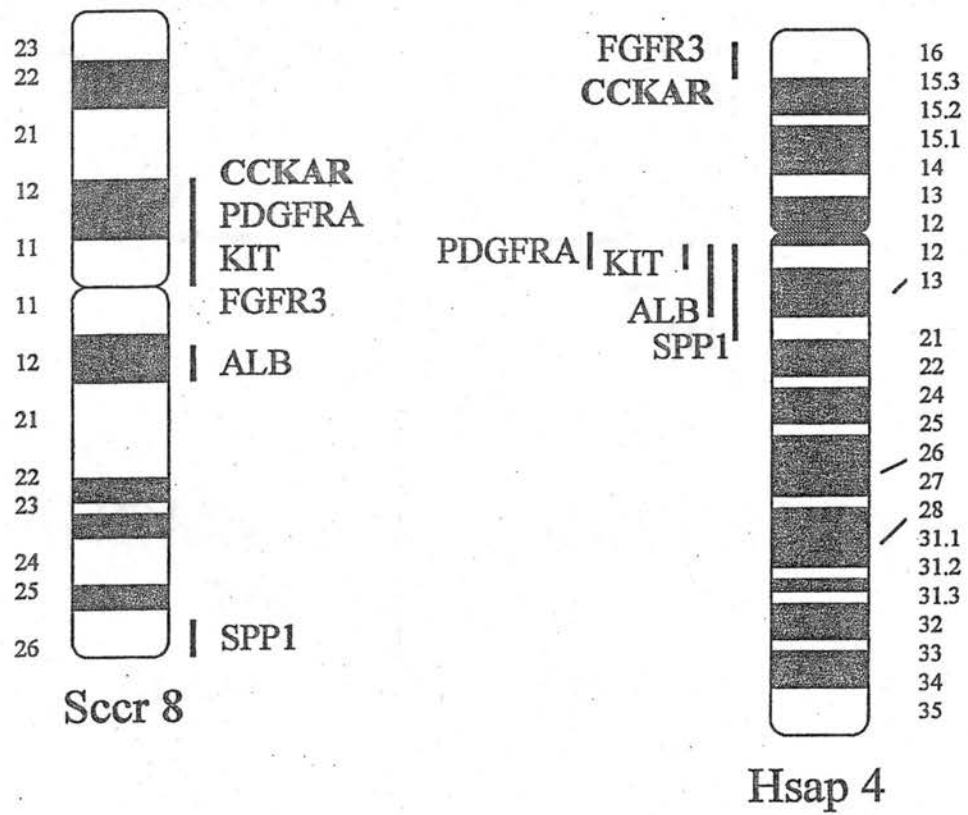 23
22
21
12
11
11
12
21
22
23
24
25
26
CCKAR
PDGFRA
KIT
FGFR3
ALB
SPP1
Sccr 8
FGFR3
CCKAR
PDGFRA
KIT
ALB
SPP1
16
15.3
15.2
15.1
14
13
12
12
13
21
22
24
25
26
27
28
31.1
31.2
31.3
32
33
34
35
Hsap 4